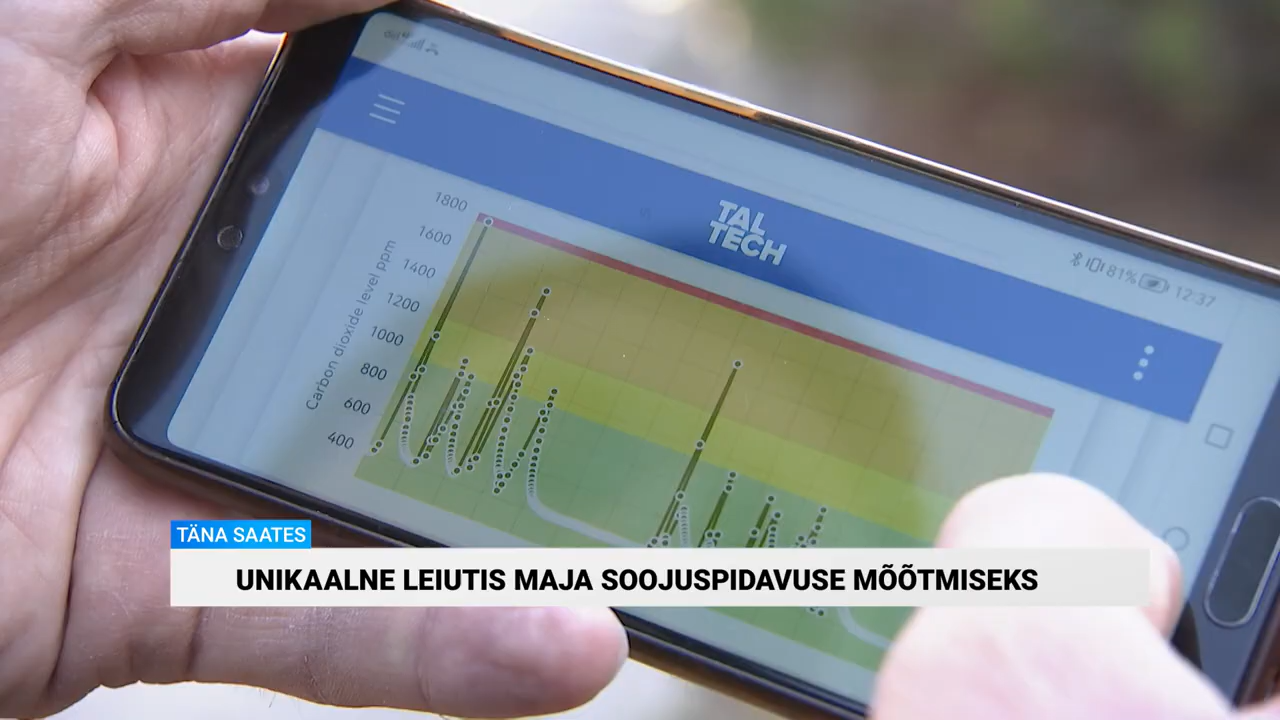 81% 12:37
TAL
TECH
Carbon dioxide level ppm
1800
1600
1400
1200
1000
800
600
400
TÄNA SAATES
UNIKAALNE LEIUTIS MAJA SOOJUSPIDAVUSE MÕÕTMISEKS